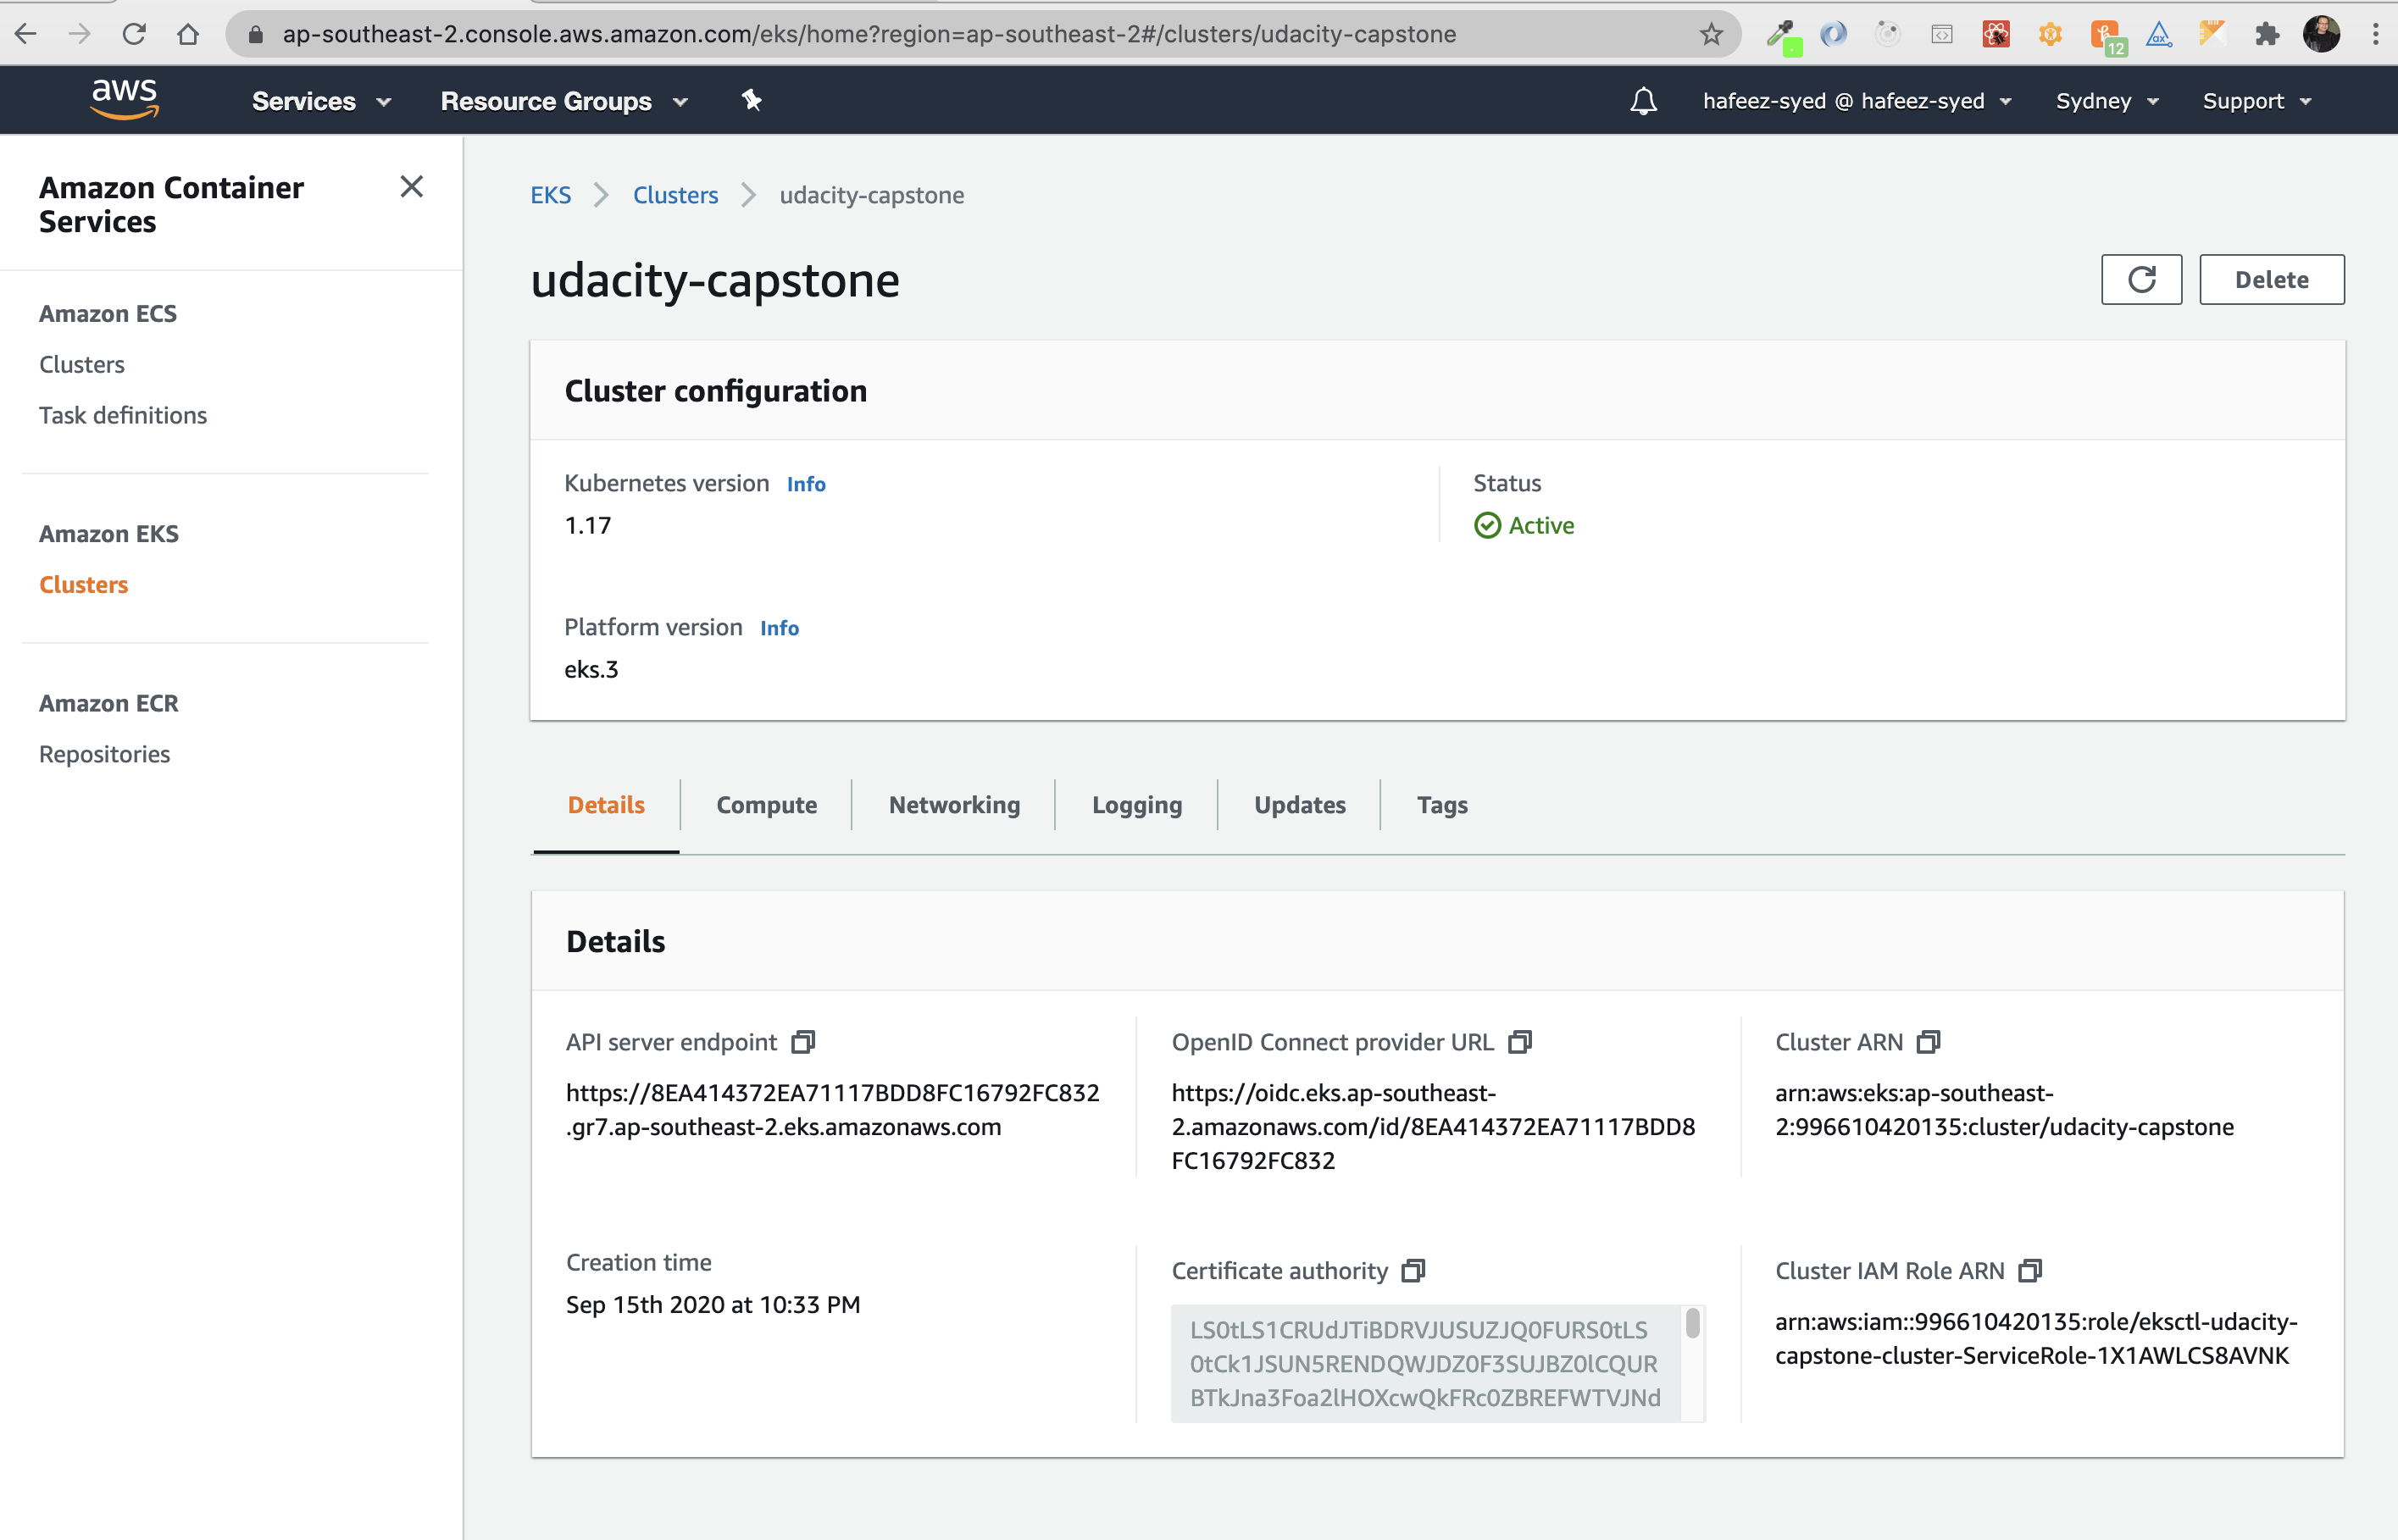 ap-southeast-2.console.aws.amazon.com/eks/home?region=ap-southeast-2#/clusters/udacity-capstone
12
aws
Services
Resource Groups
hafeez-syed @ hafeez-syed
Sydney
Support
Amazon Container
Services
Amazon ECS
Clusters
Task definitions
Amazon EKS
Clusters
Amazon ECR
Repositories
EKS
Clusters
udacity-capstone
udacity-capstone
Delete
Cluster configuration
Kubernetes version Info
1.17
Status
Active
Platform version Info
eks.3
Details
Compute
Networking
Logging
Updates
Tags
Details
API server endpoint
https://8EA414372EA71117BDD8FC16792FC832
.gr7.ap-southeast-2.eks.amazonaws.com
OpenID Connect provider URL
https://oidc.eks.ap-southeast-
2.amazonaws.com/id/8EA414372EA71117BDD8
FC16792FC832
Cluster ARN
arn:aws:eks:ap-southeast-
2:996610420135:cluster/udacity-capstone
Creation time
Sep 15th 2020 at 10:33 PM
Certificate authority
LS0tLS1CRUdJTiBDRVJUSUZJQ0FURS0tLS
0tCk1JSUN5RENDQWJDZ0F3SUJBZ0lCQUR
BTkJna3Foa2lHOXcwQkFRc0ZBREFWTVJNd
Cluster IAM Role ARN
arn:aws:iam::996610420135:role/eksctl-udacity-
capstone-cluster-ServiceRole-1X1AWLCS8AVNK